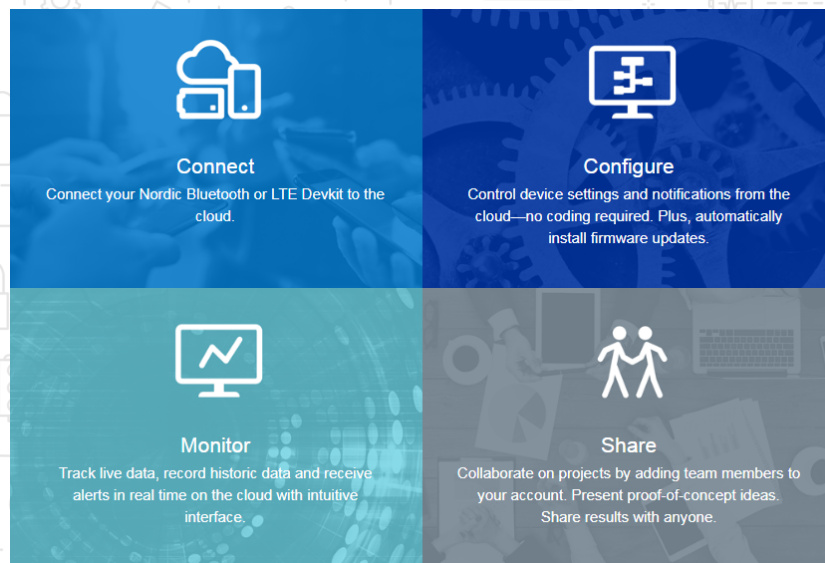 Connect
Connect your Nordic Bluetooth or LTE Devkit to the
cloud.
Configure
Control device settings and notifications from the
cloud—no coding required. Plus, automatically
install firmware updates.
Monitor
Track live data, record historic data and receive
alerts in real time on the cloud with intuitive
interface.
Share
Collaborate on projects by adding team members to
your account. Present proof-of-concept ideas.
Share results with anyone.